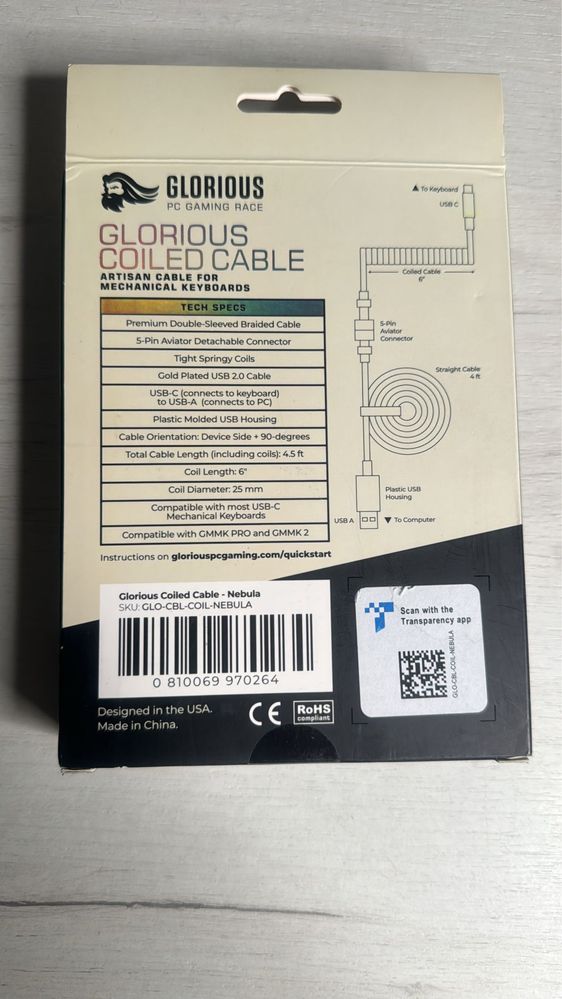 GLORIOUS
PC GAMING RACE
GLORIOUS
COILED CABLE
ARTISAN CABLE FOR
MECHANICAL KEYBOARDS
TECH SPECS
Premium Double-Sleeved Braided Cable
5-Pin Aviator Detachable Connector
Tight Springy Coils
Gold Plated USB 2.0 Cable
USB-C (connects to keyboard)
to USB-A (connects to PC)
Plastic Molded USB Housing
Cable Orientation: Device Side + 90-degrees
Total Cable Length (including coils): 4.5 ft
Coil Length: 6"
Coil Diameter: 25 mm
Compatible with most USB-C
Mechanical Keyboards
Compatible with GMMK PRO and GMMK 2
Instructions on gloriouspcgaming.com/quickstart
▲ To Keyboard
USB C
Coiled Cable
6"
5-Pin
Aviator
Connector
Straight Cable
4 ft
Plastic USB
Housing
USB A
▼ To Computer
Glorious Coiled Cable - Nebula
SKU: GLO-CBL-COIL-NEBULA
0 810069 970264
Scan with the
Transparency app
GLO-CBL-COIL-NEBULA
Designed in the USA.
Made in China.
CE
RoHS
compliant